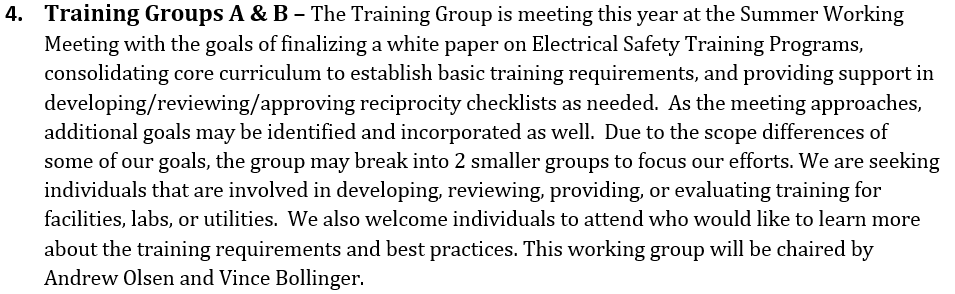 4. Training Groups A & B – The Training Group is meeting this year at the Summer Working
Meeting with the goals of finalizing a white paper on Electrical Safety Training Programs,
consolidating core curriculum to establish basic training requirements, and providing support in
developing/reviewing/approving reciprocity checklists as needed.  As the meeting approaches,
additional goals may be identified and incorporated as well.  Due to the scope differences of
some of our goals, the group may break into 2 smaller groups to focus our efforts. We are seeking
individuals that are involved in developing, reviewing, providing, or evaluating training for
facilities, labs, or utilities.  We also welcome individuals to attend who would like to learn more
about the training requirements and best practices. This working group will be chaired by
Andrew Olsen and Vince Bollinger.